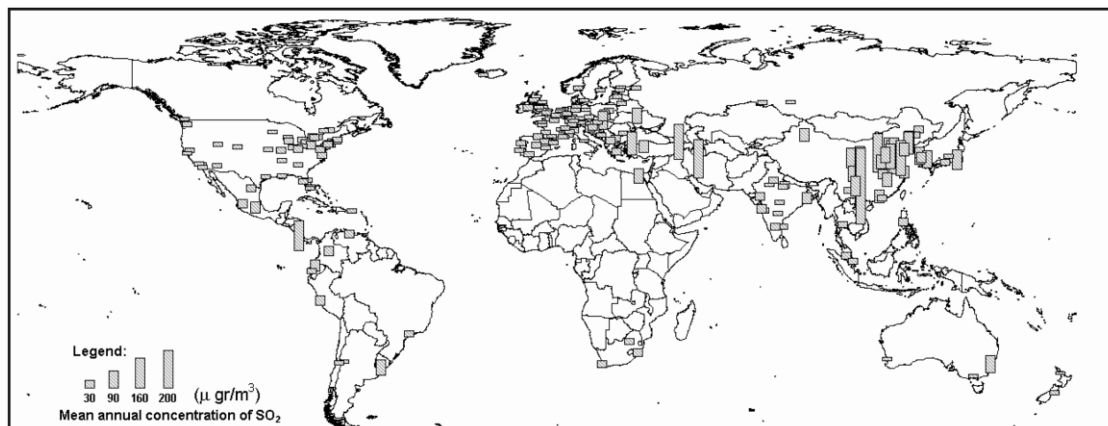 Legend:
30 90 160 200 (μ gr/m³)
Mean annual concentration of SO₂